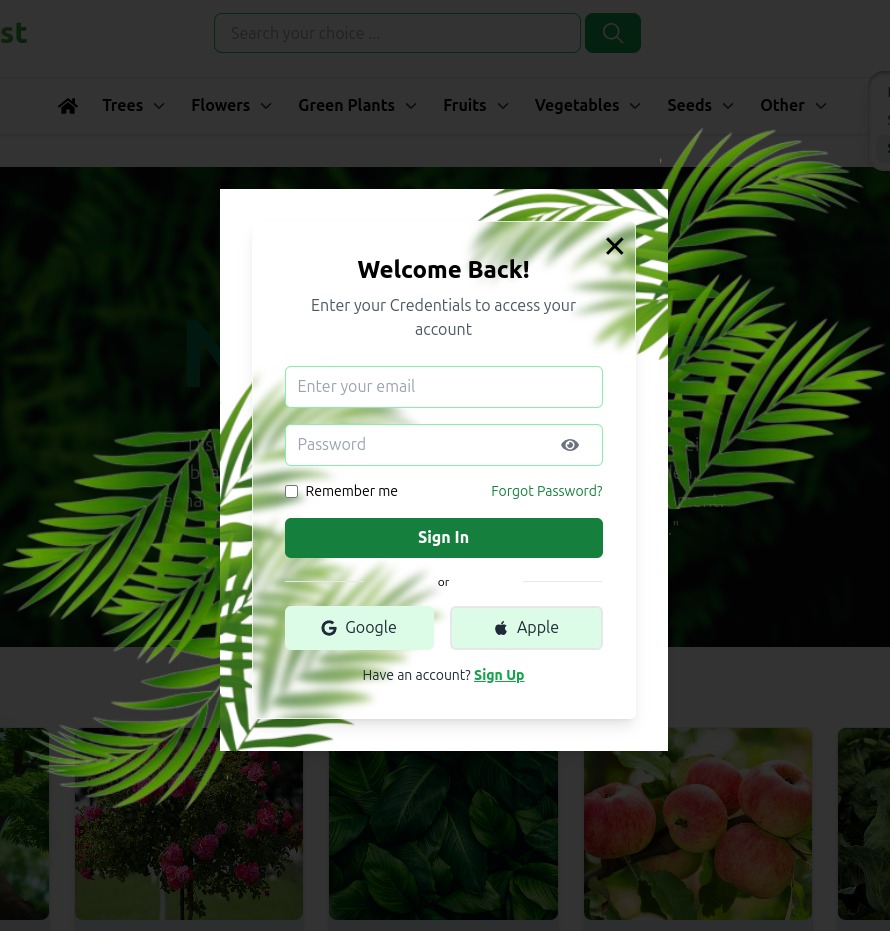 st
Search your choice ...
Trees Flowers Green Plants Fruits Vegetables Seeds Other
Welcome Back!
Enter your Credentials to access your
account
Enter your email
Password
Remember me Forgot Password?
Sign In
or
Google Apple
Have an account? Sign Up